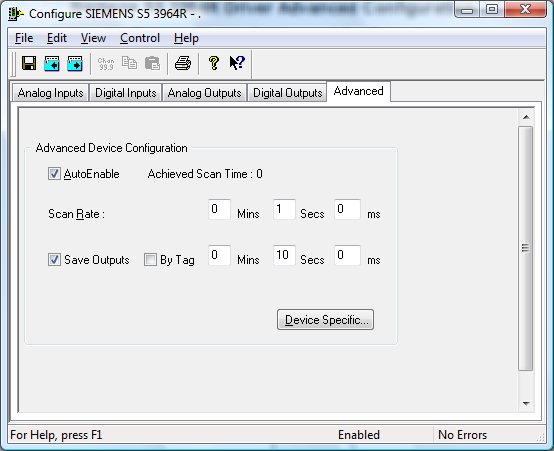 Configure SIEMENS S5 3964R - .
File Edit View Control Help
Chan
99.9
Analog Inputs Digital Inputs Analog Outputs Digital Outputs Advanced
Advanced Device Configuration
AutoEnable Achieved Scan Time : 0
Scan Rate : 0 Mins 1 Secs 0 ms
Save Outputs By Tag 0 Mins 10 Secs 0 ms
Device Specific...
For Help, press F1 Enabled No Errors